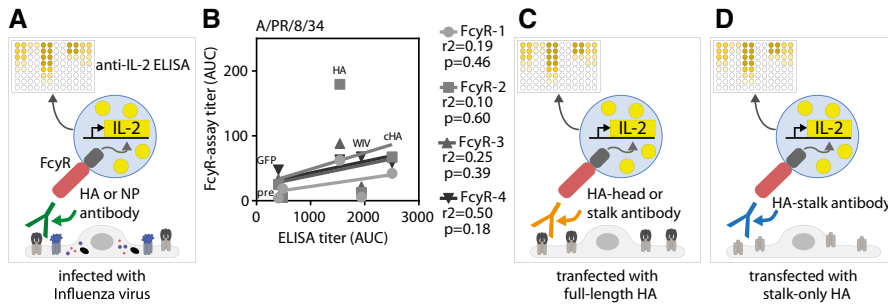 A
anti-IL-2 ELISA
IL-2
FcyR
HA or NP
antibody
infected with
Influenza virus
B
A/PR/8/34
FcyR-assay titer (AUC)
200
100
0
HA
GFP
WIV
cHA
pre
0 1000 2000 3000
ELISA titer (AUC)
FcyR-1
r2=0.19
p=0.46
FcyR-2
r2=0.10
p=0.60
FcyR-3
r2=0.25
p=0.39
FcyR-4
r2=0.50
p=0.18
C
IL-2
HA-head or
stalk antibody
tranfected with
full-length HA
D
IL-2
HA-stalk antibody
transfected with
stalk-only HA